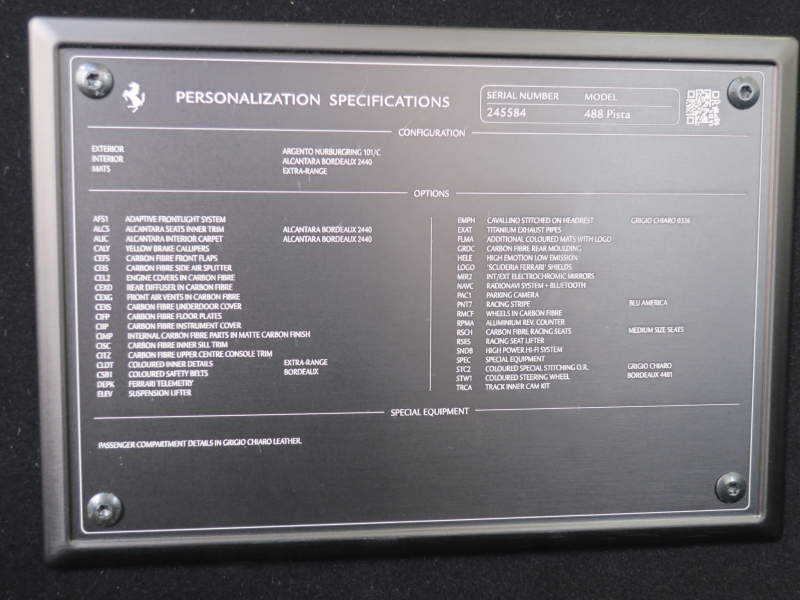 PERSONALIZATION SPECIFICATIONS
SERIAL NUMBER MODEL
245584 488 Pista
CONFIGURATION
EXTERIOR ARGENTO NURBURGRING 101/C
INTERIOR ALCANTARA BORDEAUX 2440
MATS EXTRA-RANGE
OPTIONS
AFS1 ADAPTIVE FRONTLIGHT SYSTEM
ALCS ALCANTARA SEATS INNER TRIM ALCANTARA BORDEAUX 2440
ALIC ALCANTARA INTERIOR CARPET ALCANTARA BORDEAUX 2440
CALY YELLOW BRAKE CALLIPERS
CEFS CARBON FIBRE FRONT FLAPS
CEIS CARBON FIBRE SIDE AIR SPLITTER
CEL2 ENGINE COVERS IN CARBON FIBRE
CEXD REAR DIFFUSER IN CARBON FIBRE
CEXG FRONT AIR VENTS IN CARBON FIBRE
CEXS CARBON FIBRE UNDERDOOR COVER
CIFP CARBON FIBRE FLOOR PLATES
CIIP CARBON FIBRE INSTRUMENT COVER
CIMP INTERNAL CARBON FIBRE PARTS IN MATTE CARBON FINISH
CISC CARBON FIBRE INNER SILL TRIM
CITZ CARBON FIBRE UPPER CENTRE CONSOLE TRIM
CLDT COLOURED INNER DETAILS EXTRA-RANGE
CSB1 COLOURED SAFETY BELTS BORDEAUX
DEPK FERRARI TELEMETRY
ELEV SUSPENSION LIFTER
EMPH CAVALLINO STITCHED ON HEADREST GRIGIO CHIARO 0326
EXAT TITANIUM EXHAUST PIPES
FLMA ADDITIONAL COLOURED MATS WITH LOGO
GRDC CARBON FIBRE REAR MOULDING
HELE HIGH EMOTION LOW EMISSION
LOGO 'SCUDERIA FERRARI' SHIELDS
MIR2 INT/EXT ELECTROCHROMIC MIRRORS
NAVC RADIONAVI SYSTEM + BLUETOOTH
PAC1 PARKING CAMERA
PNT7 RACING STRIPE BLU AMERICA
RMCF WHEELS IN CARBON FIBRE
RPMA ALUMINIUM REV. COUNTER
RSCH CARBON FIBRE RACING SEATS MEDIUM SIZE SEATS
RSES RACING SEAT LIFTER
SNDB HIGH POWER HI-FI SYSTEM
SPEC SPECIAL EQUIPMENT
STC2 COLOURED SPECIAL STITCHING O.R. GRIGIO CHIARO
STW1 COLOURED STEERING WHEEL BORDEAUX 4481
TRCA TRACK INNER CAM KIT
SPECIAL EQUIPMENT
PASSENGER COMPARTMENT DETAILS IN GRIGIO CHIARO LEATHER.